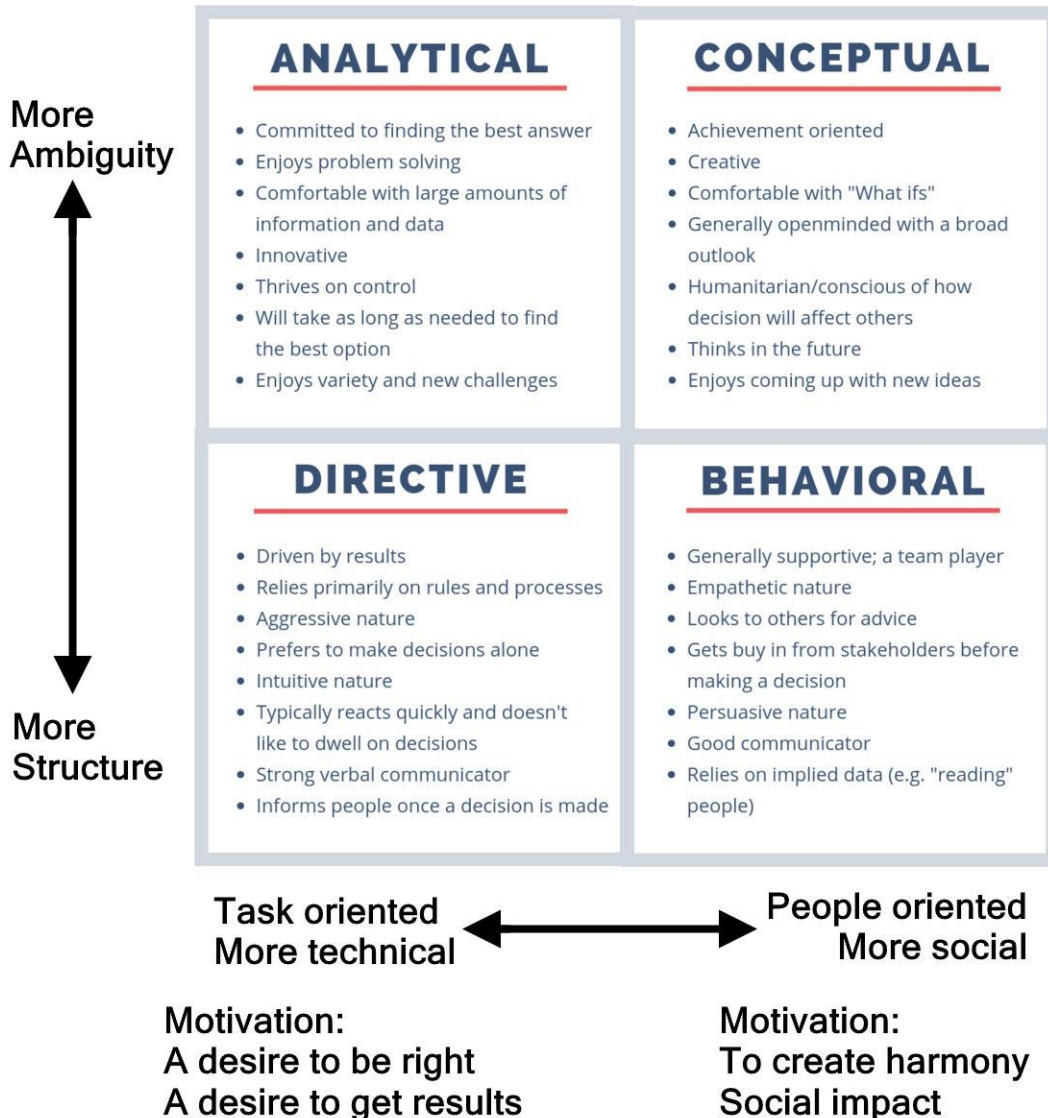 More
Ambiguity
More
Structure
ANALYTICAL
• Committed to finding the best answer
• Enjoys problem solving
• Comfortable with large amounts of
information and data
• Innovative
• Thrives on control
• Will take as long as needed to find
the best option
• Enjoys variety and new challenges
CONCEPTUAL
• Achievement oriented
• Creative
• Comfortable with "What ifs"
• Generally openminded with a broad
outlook
• Humanitarian/conscious of how
decision will affect others
• Thinks in the future
• Enjoys coming up with new ideas
DIRECTIVE
• Driven by results
• Relies primarily on rules and processes
• Aggressive nature
• Prefers to make decisions alone
• Intuitive nature
• Typically reacts quickly and doesn't
like to dwell on decisions
• Strong verbal communicator
• Informs people once a decision is made
BEHAVIORAL
• Generally supportive; a team player
• Empathetic nature
• Looks to others for advice
• Gets buy in from stakeholders before
making a decision
• Persuasive nature
• Good communicator
• Relies on implied data (e.g. "reading"
people)
Task oriented
More technical
People oriented
More social
Motivation:
A desire to be right
A desire to get results
Motivation:
To create harmony
Social impact